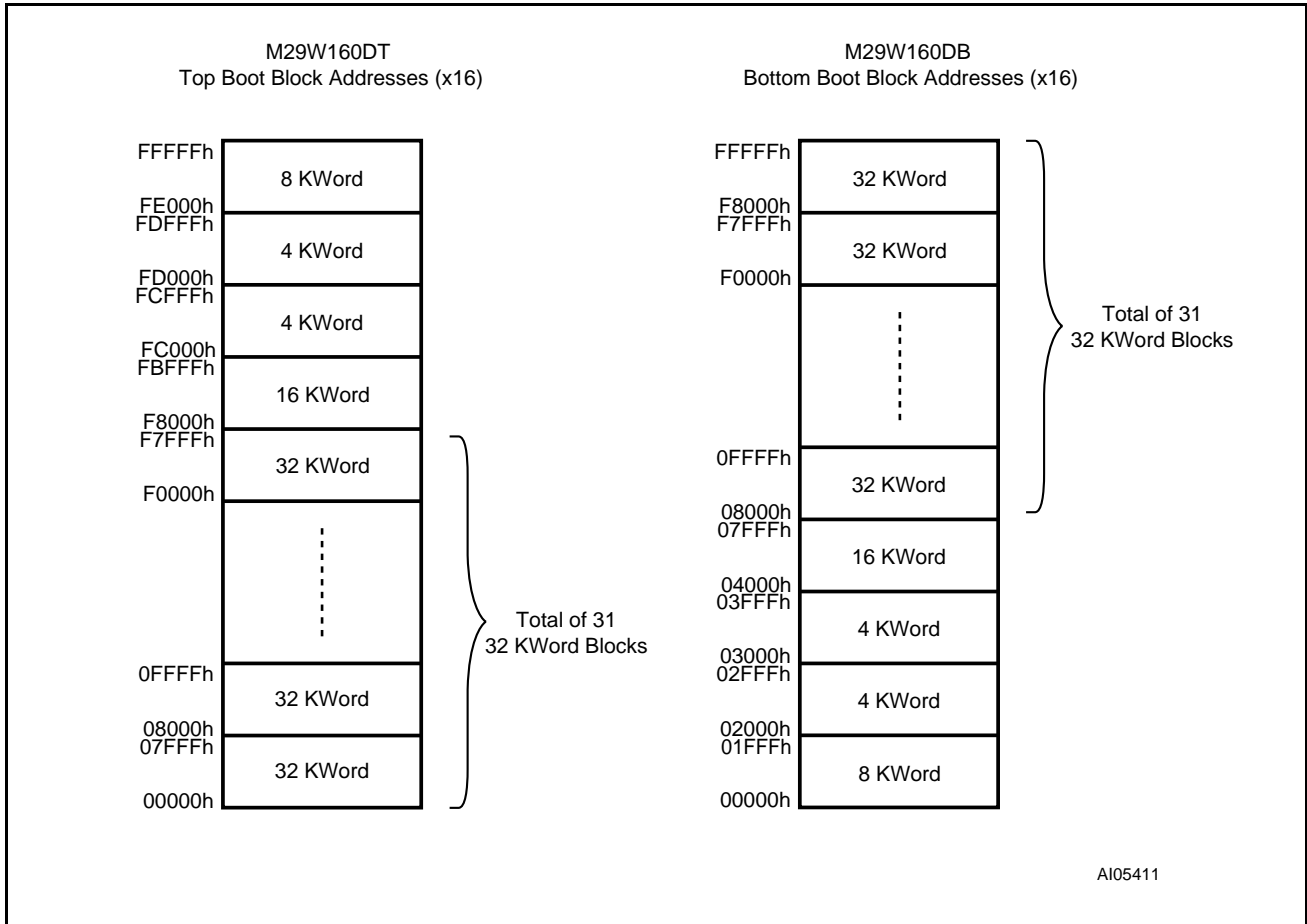 M29W160DT
Top Boot Block Addresses (x16)
FFFFFh
8 KWord
FE000h
FDFFFh
4 KWord
FD000h
FCFFFh
4 KWord
FC000h
FBFFFh
16 KWord
F8000h
F7FFFh
32 KWord
F0000h
Total of 31
32 KWord Blocks
0FFFFh
32 KWord
08000h
07FFFh
32 KWord
00000h
M29W160DB
Bottom Boot Block Addresses (x16)
FFFFFh
32 KWord
F8000h
F7FFFh
32 KWord
F0000h
Total of 31
32 KWord Blocks
0FFFFh
32 KWord
08000h
07FFFh
16 KWord
04000h
03FFFh
4 KWord
03000h
02FFFh
4 KWord
02000h
01FFFh
8 KWord
00000h
AI05411